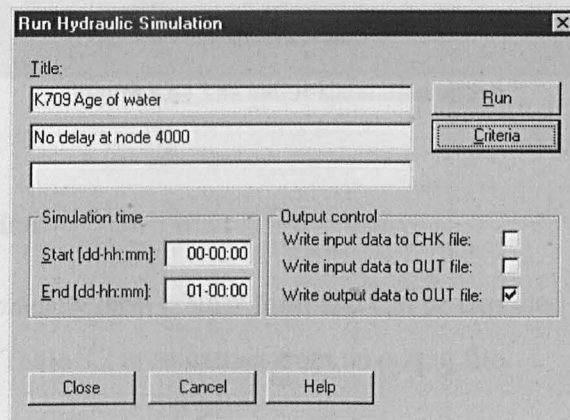 Run Hydraulic Simulation
Title:
K709 Age of water
No delay at node 4000
Run
Criteria
Simulation time
Start [dd-hh:mm]: 00-00:00
End [dd-hh:mm]: 01-00:00
Output control
Write input data to CHK file:
Write input data to OUT file:
Write output data to OUT file:
Close Cancel Help